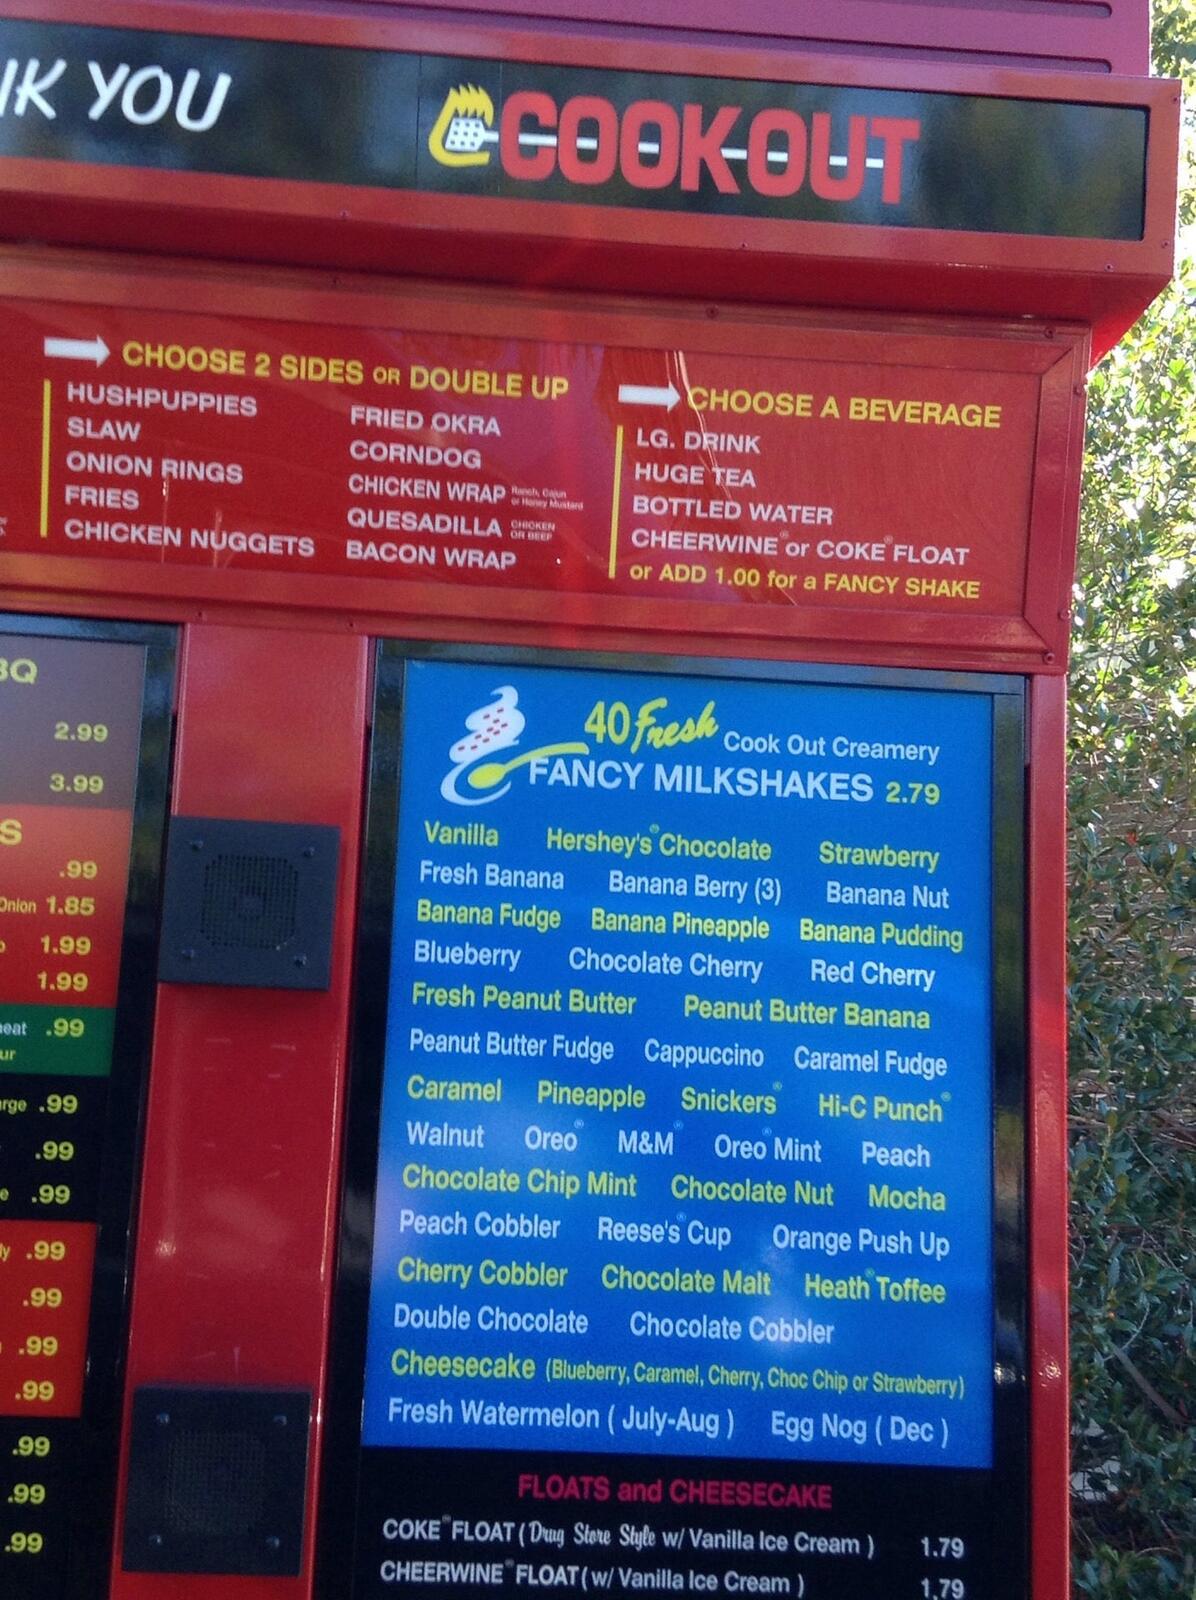 YOU
COOKOUT
CHOOSE 2 SIDES OR DOUBLE UP
HUSHPUPPIES
SLAW
ONION RINGS
FRIES
CHICKEN NUGGETS
FRIED OKRA
CORNDOG
CHICKEN WRAP Ranch, Cajun or Honey Mustard
QUESADILLA CHICKEN OR BEEF
BACON WRAP
CHOOSE A BEVERAGE
LG. DRINK
HUGE TEA
BOTTLED WATER
CHEERWINE® or COKE® FLOAT
or ADD 1.00 for a FANCY SHAKE
2.99
3.99
.99
Onion 1.85
1.99
1.99
.99
.99
.99
.99
.99
.99
.99
.99
.99
.99
.99
40 Fresh Cook Out Creamery
FANCY MILKSHAKES 2.79
Vanilla Hershey's® Chocolate Strawberry
Fresh Banana Banana Berry (3) Banana Nut
Banana Fudge Banana Pineapple Banana Pudding
Blueberry Chocolate Cherry Red Cherry
Fresh Peanut Butter Peanut Butter Banana
Peanut Butter Fudge Cappuccino Caramel Fudge
Caramel Pineapple Snickers® Hi-C Punch®
Walnut Oreo® M&M® Oreo® Mint Peach
Chocolate Chip Mint Chocolate Nut Mocha
Peach Cobbler Reese's® Cup Orange Push Up
Cherry Cobbler Chocolate Malt Heath® Toffee
Double Chocolate Chocolate Cobbler
Cheesecake (Blueberry, Caramel, Cherry, Choc Chip or Strawberry)
Fresh Watermelon ( July-Aug ) Egg Nog ( Dec )
FLOATS and CHEESECAKE
COKE® FLOAT ( Drug Store Style w/ Vanilla Ice Cream ) 1.79
CHEERWINE® FLOAT ( w/ Vanilla Ice Cream ) 1.79